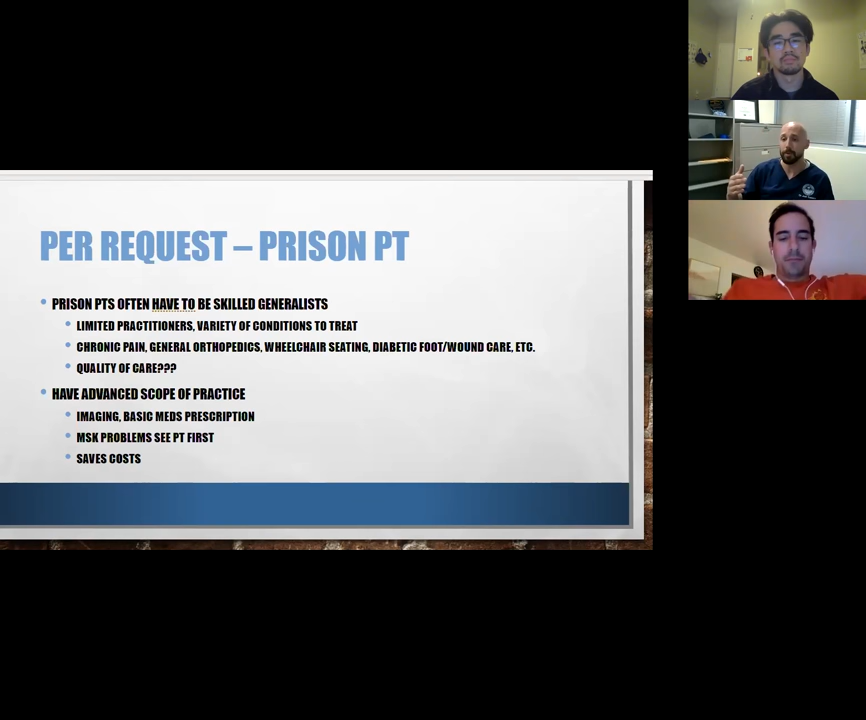 PER REQUEST – PRISON PT
PRISON PTS OFTEN HAVE TO BE SKILLED GENERALISTS
LIMITED PRACTITIONERS, VARIETY OF CONDITIONS TO TREAT
CHRONIC PAIN, GENERAL ORTHOPEDICS, WHEELCHAIR SEATING, DIABETIC FOOT/WOUND CARE, ETC.
QUALITY OF CARE???
HAVE ADVANCED SCOPE OF PRACTICE
IMAGING, BASIC MEDS PRESCRIPTION
MSK PROBLEMS SEE PT FIRST
SAVES COSTS